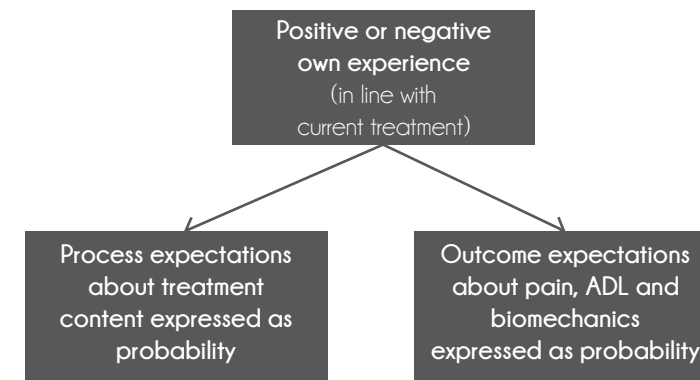 Positive or negative
own experience
(in line with
current treatment)
Process expectations
about treatment
content expressed as
probability
Outcome expectations
about pain, ADL and
biomechanics
expressed as probability